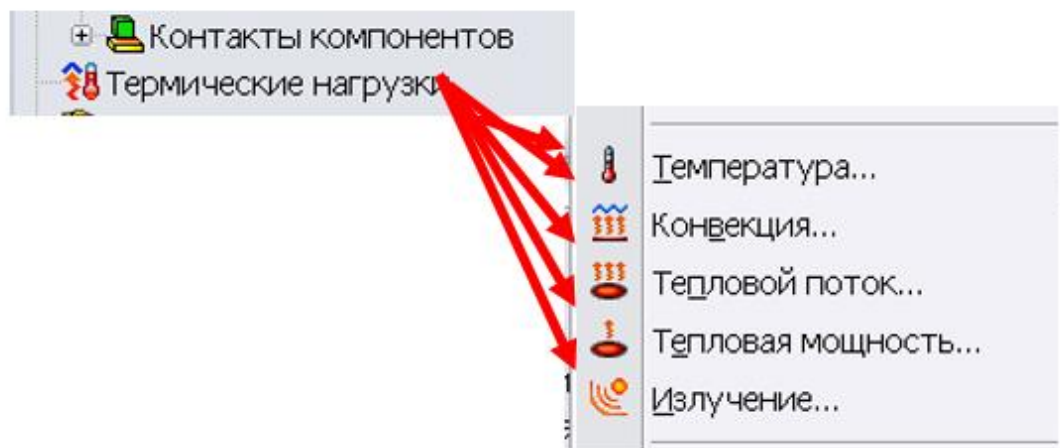 Контакты компонентов
Термические нагрузки
Температура...
Конвекция...
Тепловой поток...
Тепловая мощность...
Излучение...